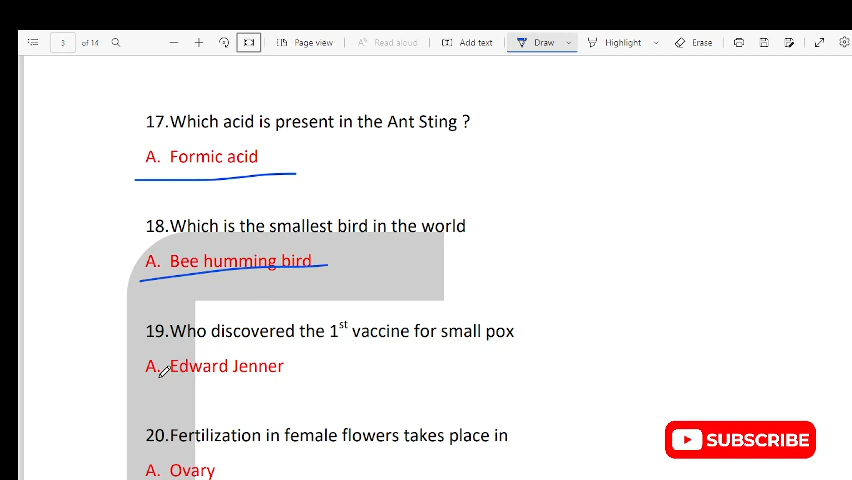 3 of 14 Page view Read aloud Add text Draw Highlight Erase
17.Which acid is present in the Ant Sting ?
A. Formic acid
18.Which is the smallest bird in the world
A. Bee humming bird
19.Who discovered the 1st vaccine for small pox
A. Edward Jenner
20.Fertilization in female flowers takes place in
A. Ovary
SUBSCRIBE